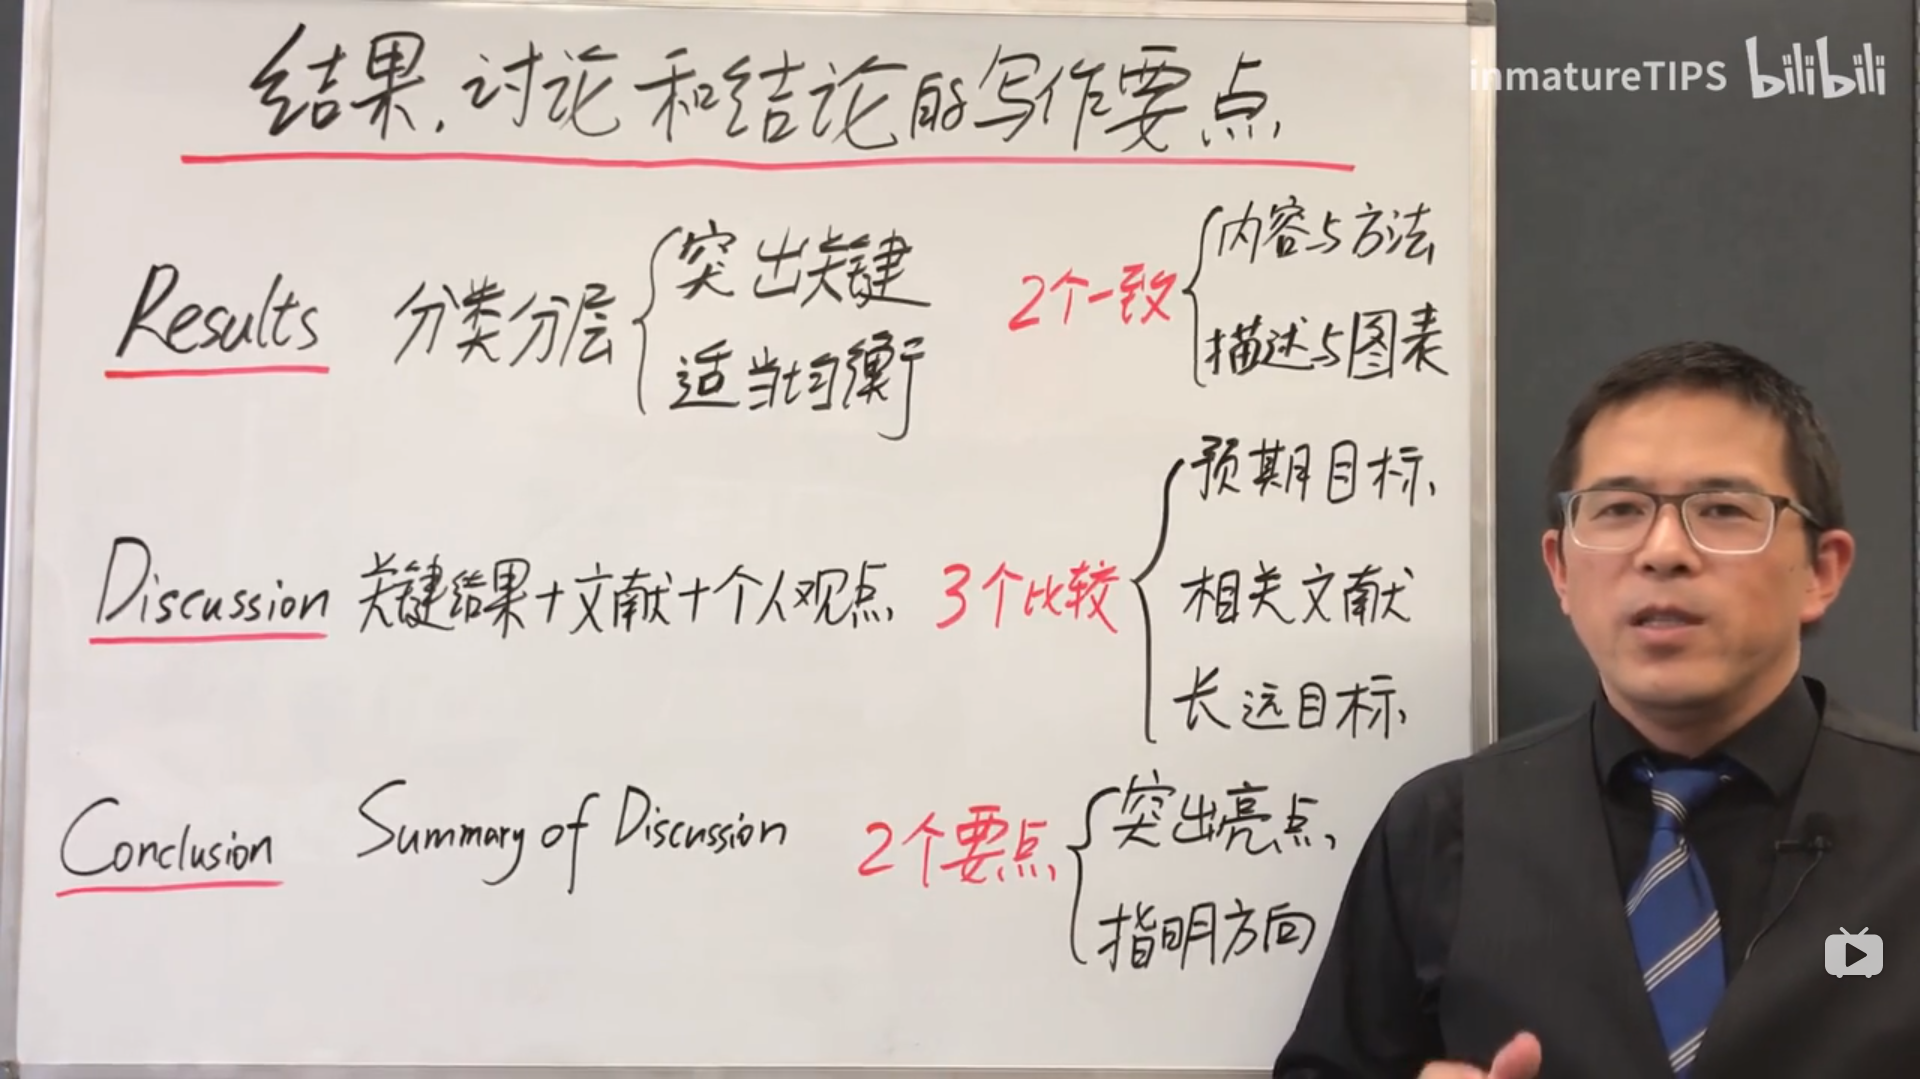 inmatureTIPS bilibili
结果.讨论和结论的写作要点
Results 分类分层 突出关键 适当均衡 2个一致 内容与方法 描述与图表
Discussion 关键结果+文献+个人观点 3个比较 预期目标 相关文献 长远目标
Conclusion Summary of Discussion 2个要点 突出亮点 指明方向